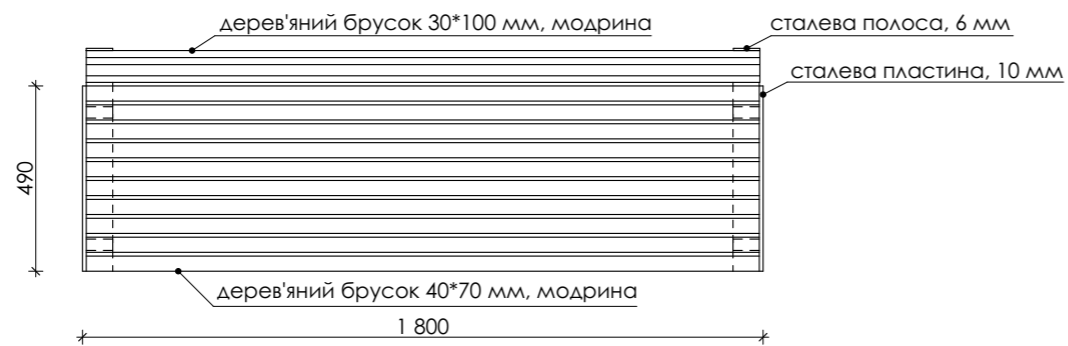 дерев'яний брусок 30*100 мм, модрина
сталева полоса, 6 мм
сталева пластина, 10 мм
490
дерев'яний брусок 40*70 мм, модрина
1 800